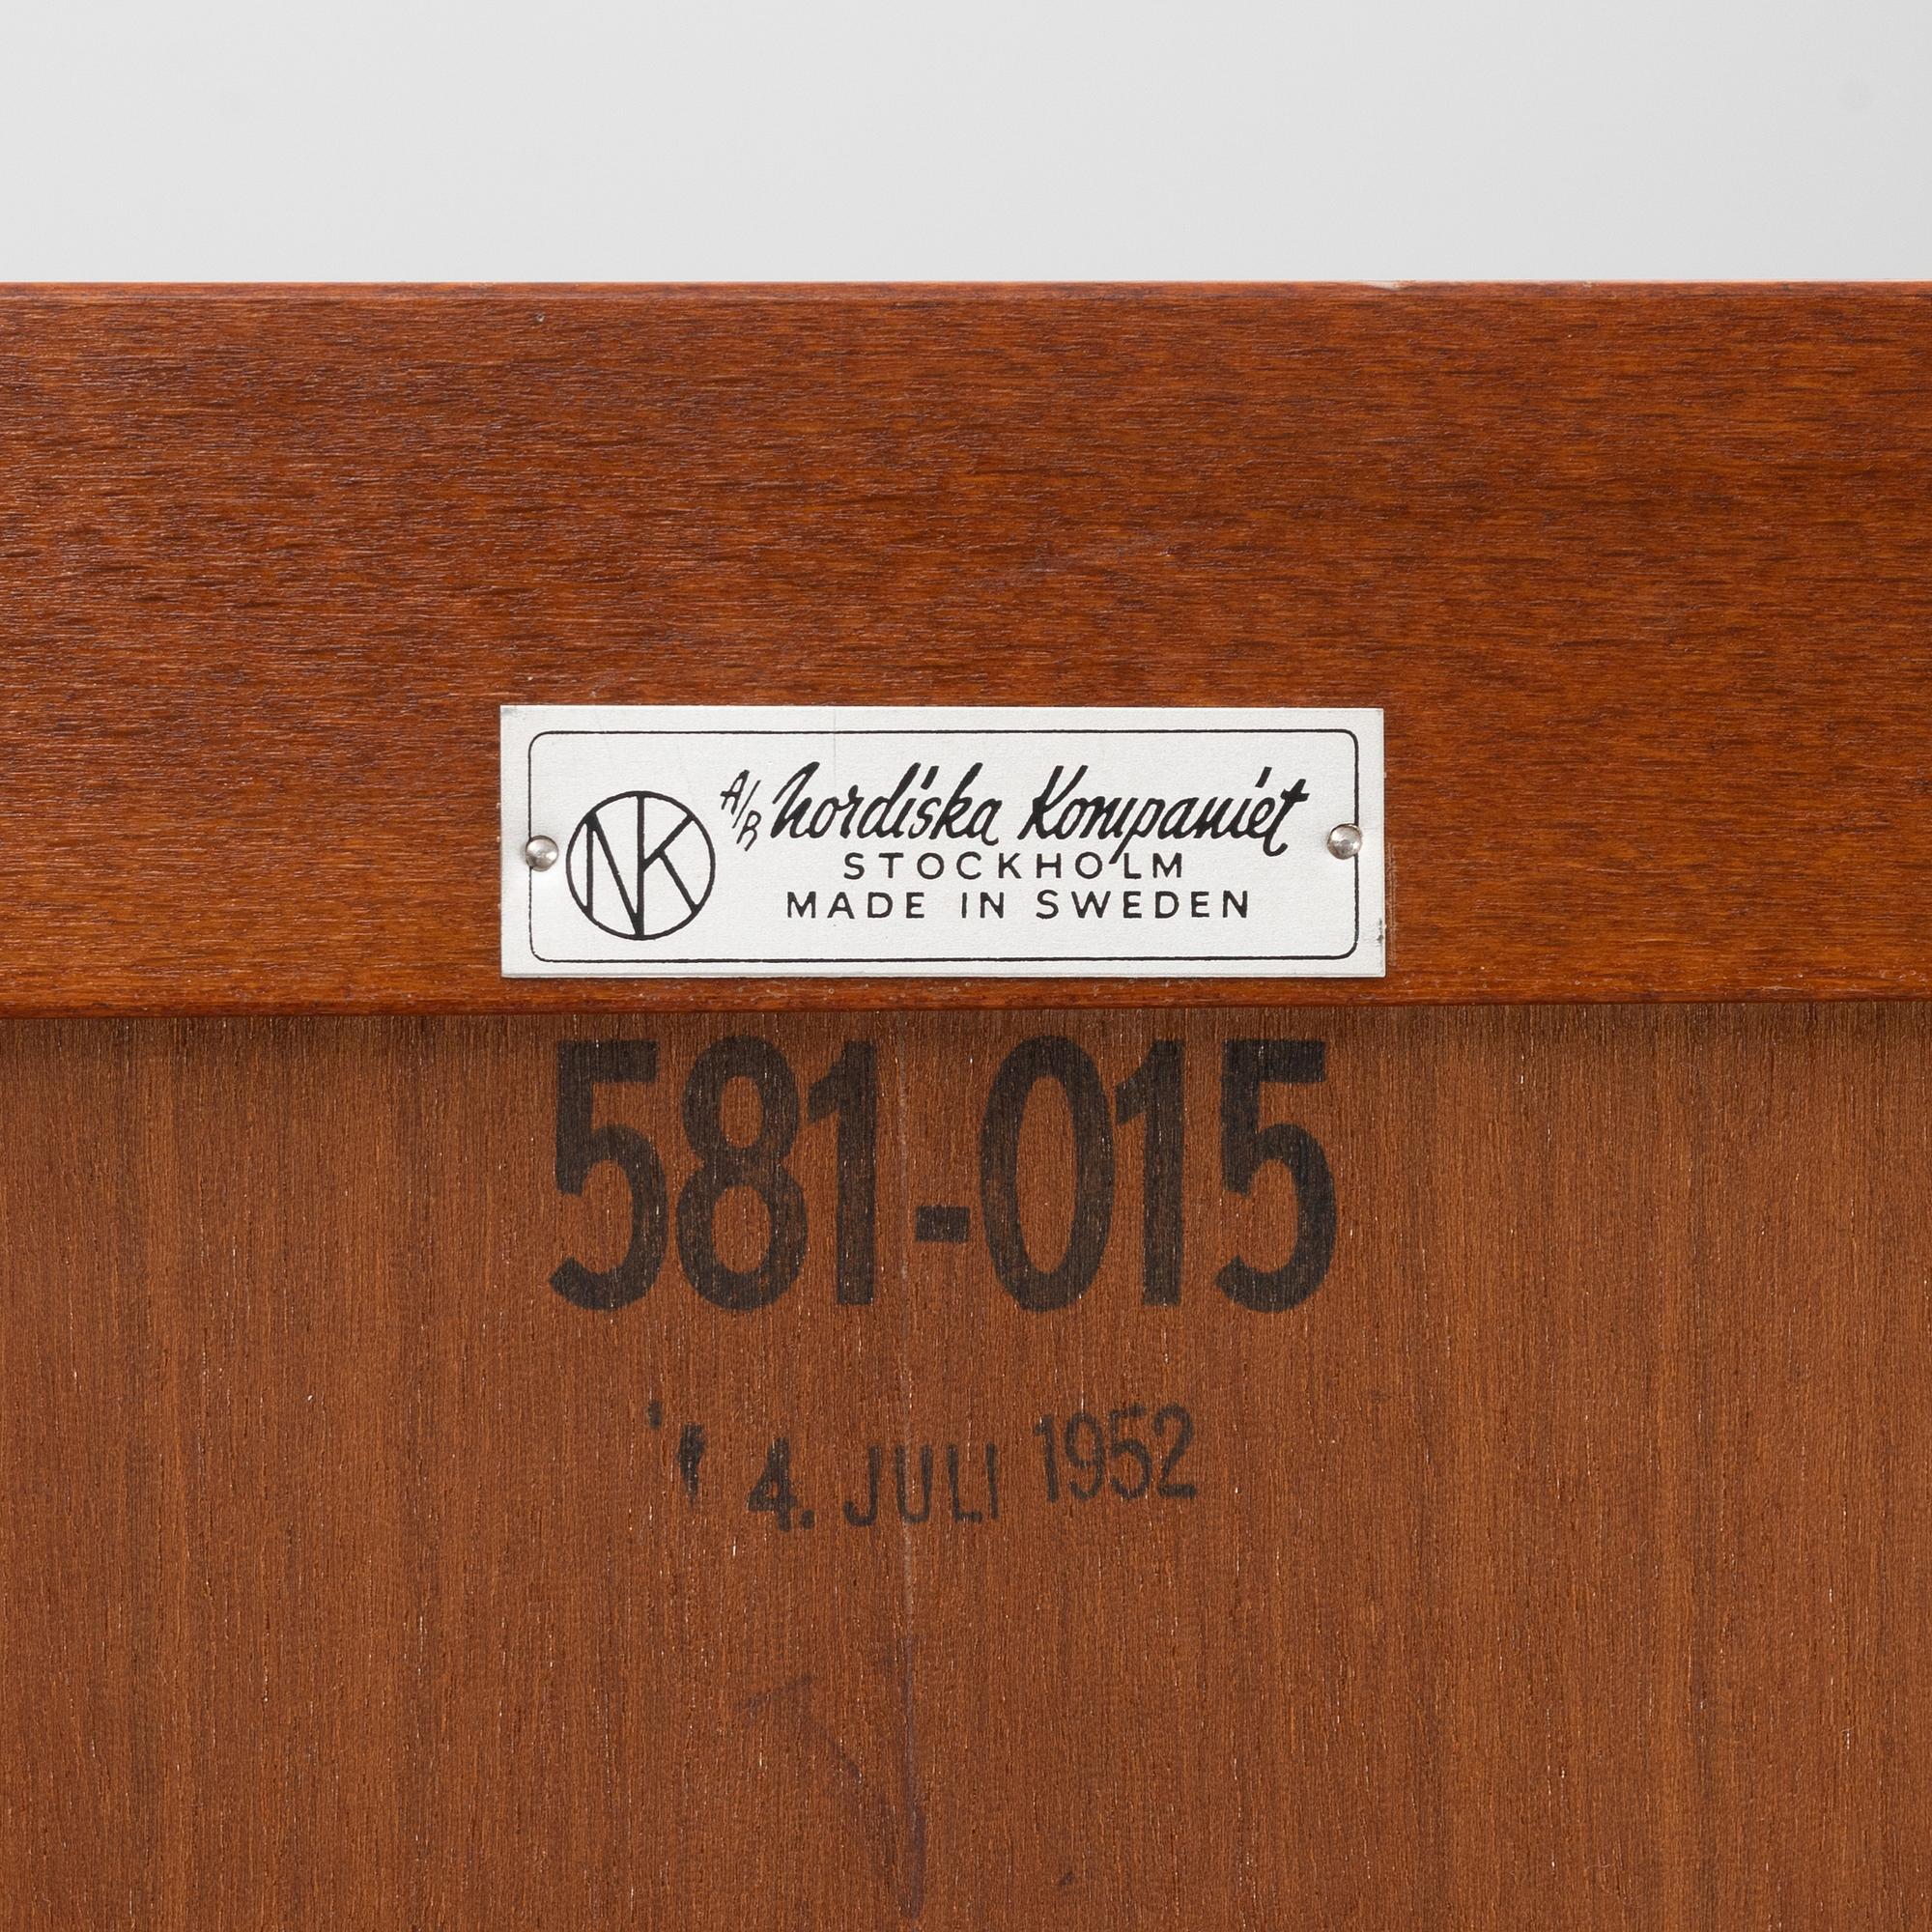 NK
A/B Nordiska Kompaniet
STOCKHOLM
MADE IN SWEDEN
581-015
4. JULI 1952